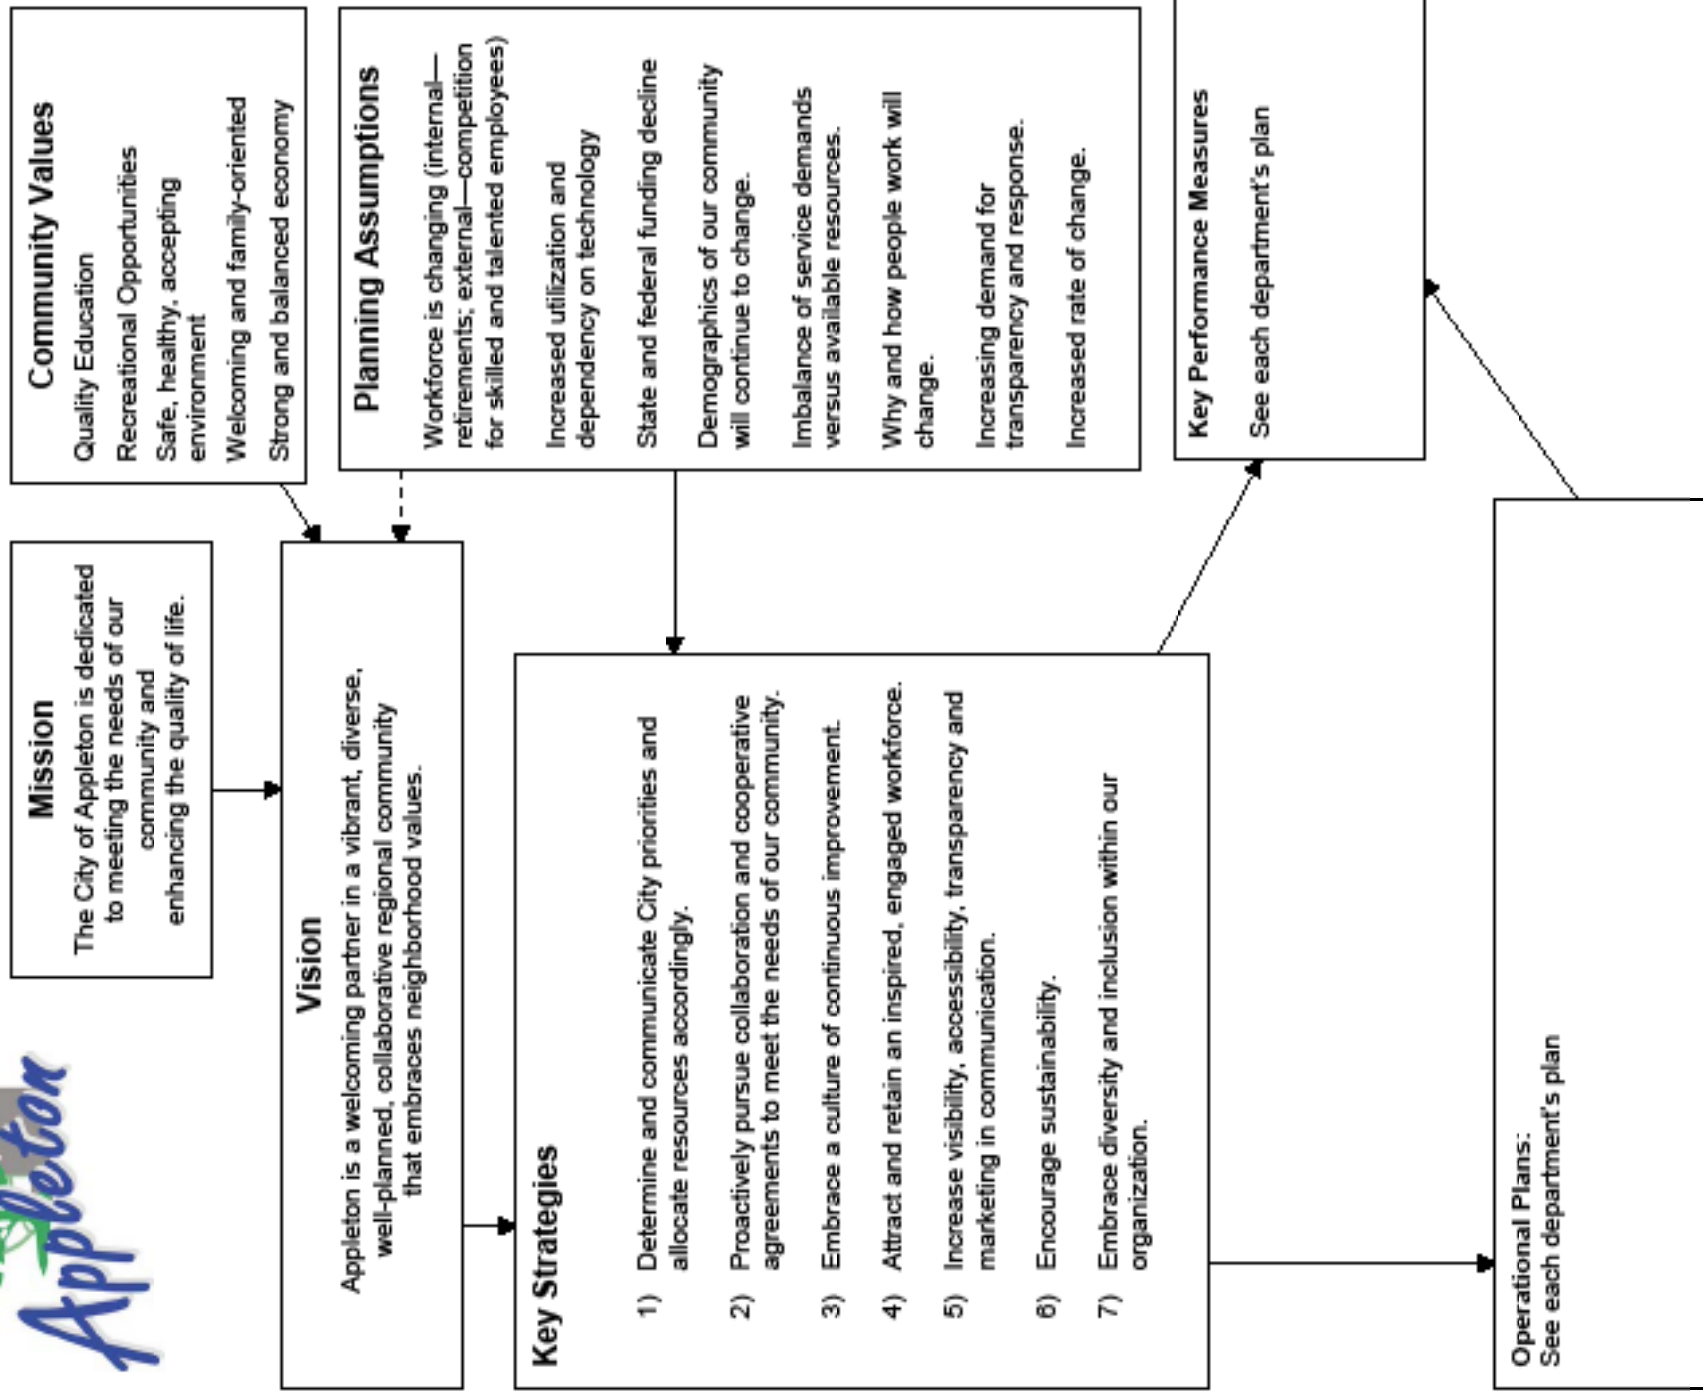 Appleton
Mission
The City of Appleton is dedicated
to meeting the needs of our
community and
enhancing the quality of life.
Community Values
Quality Education
Recreational Opportunities
Safe, healthy, accepting
environment
Welcoming and family-oriented
Strong and balanced economy
Vision
Appleton is a welcoming partner in a vibrant, diverse,
well-planned, collaborative regional community
that embraces neighborhood values.
Planning Assumptions
Workforce is changing (internal—
retirements; external—competition
for skilled and talented employees)
Increased utilization and
dependency on technology
State and federal funding decline
Demographics of our community
will continue to change.
Imbalance of service demands
versus available resources.
Why and how people work will
change.
Increasing demand for
transparency and response.
Increased rate of change.
Key Strategies
1) Determine and communicate City priorities and
allocate resources accordingly.
2) Proactively pursue collaboration and cooperative
agreements to meet the needs of our community.
3) Embrace a culture of continuous improvement.
4) Attract and retain an inspired, engaged workforce.
5) Increase visibility, accessibility, transparency and
marketing in communication.
6) Encourage sustainability.
7) Embrace diversity and inclusion within our
organization.
Key Performance Measures
See each department's plan
Operational Plans:
See each department's plan